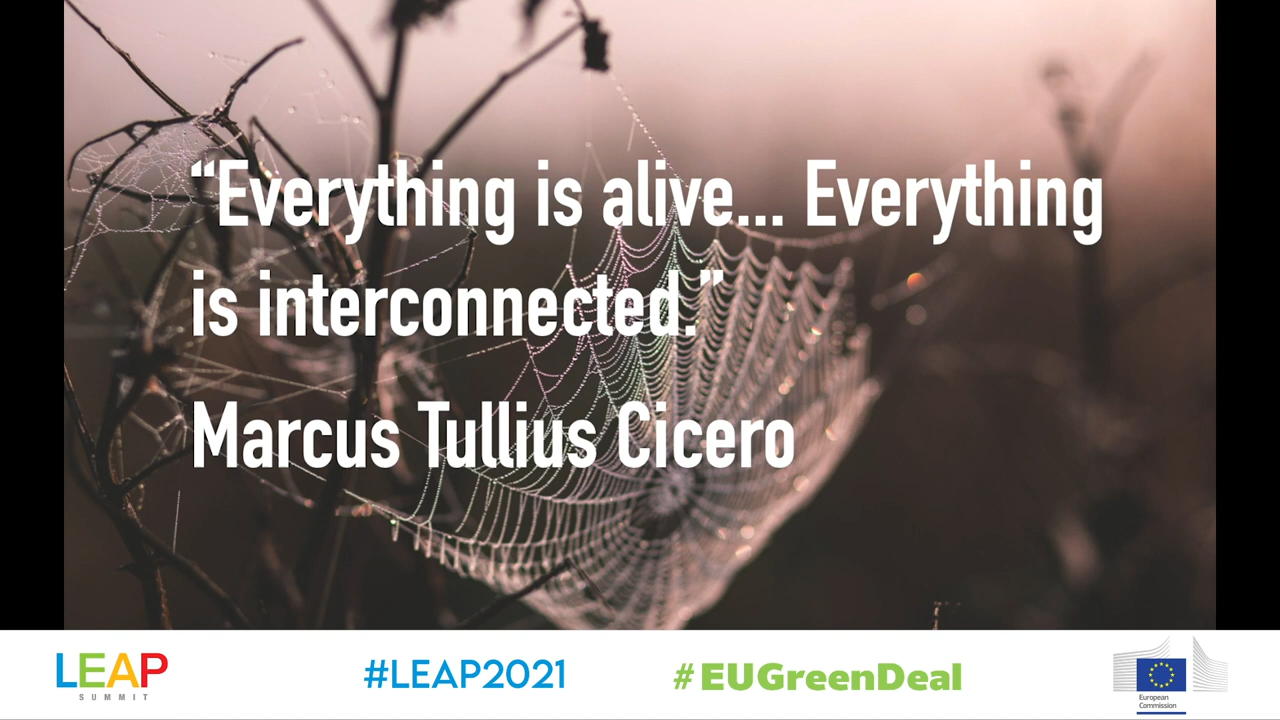 “Everything is alive... Everything
is interconnected.”
Marcus Tullius Cicero
LEAP
SUMMIT
#LEAP2021
#EUGreenDeal
European
Commission